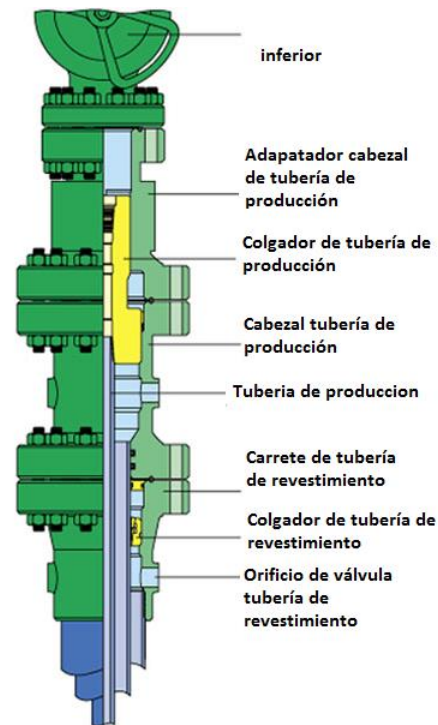 inferior
Adapatador cabezal
de tubería de
producción
Colgador de tubería de
producción
Cabezal tubería de
producción
Tuberia de produccion
Carrete de tubería
de revestimiento
Colgador de tubería de
revestimiento
Orificio de válvula
tubería de
revestimiento